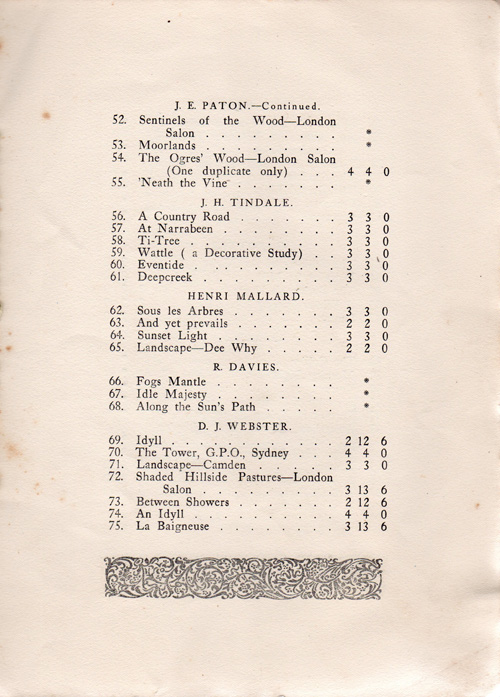 J. E. PATON.—Continued.
52. Sentinels of the Wood—London
Salon . . . . . . . . . *
53. Moorlands . . . . . . . . . *
54. The Ogres' Wood—London Salon
(One duplicate only) . . . 4 4 0
55. 'Neath the Vine . . . . . . . *
J. H. TINDALE.
56. A Country Road . . . . . . . 3 3 0
57. At Narrabeen . . . . . . . . 3 3 0
58. Ti-Tree . . . . . . . . . . 3 3 0
59. Wattle ( a Decorative Study) . . 3 3 0
60. Eventide . . . . . . . . . 3 3 0
61. Deepcreek . . . . . . . . . 3 3 0
HENRI MALLARD.
62. Sous les Arbres . . . . . . . 3 3 0
63. And yet prevails . . . . . . . 2 2 0
64. Sunset Light . . . . . . . . 3 3 0
65. Landscape—Dee Why . . . . . 2 2 0
R. DAVIES.
66. Fogs Mantle . . . . . . . . *
67. Idle Majesty . . . . . . . . *
68. Along the Sun's Path . . . . . *
D. J. WEBSTER.
69. Idyll . . . . . . . . . . . 2 12 6
70. The Tower, G.P.O., Sydney . . . 4 4 0
71. Landscape—Camden . . . . . . 3 3 0
72. Shaded Hillside Pastures—London
Salon . . . . . . . . . 3 13 6
73. Between Showers . . . . . . . 2 12 6
74. An Idyll . . . . . . . . . 4 4 0
75. La Baigneuse . . . . . . . . 3 13 6